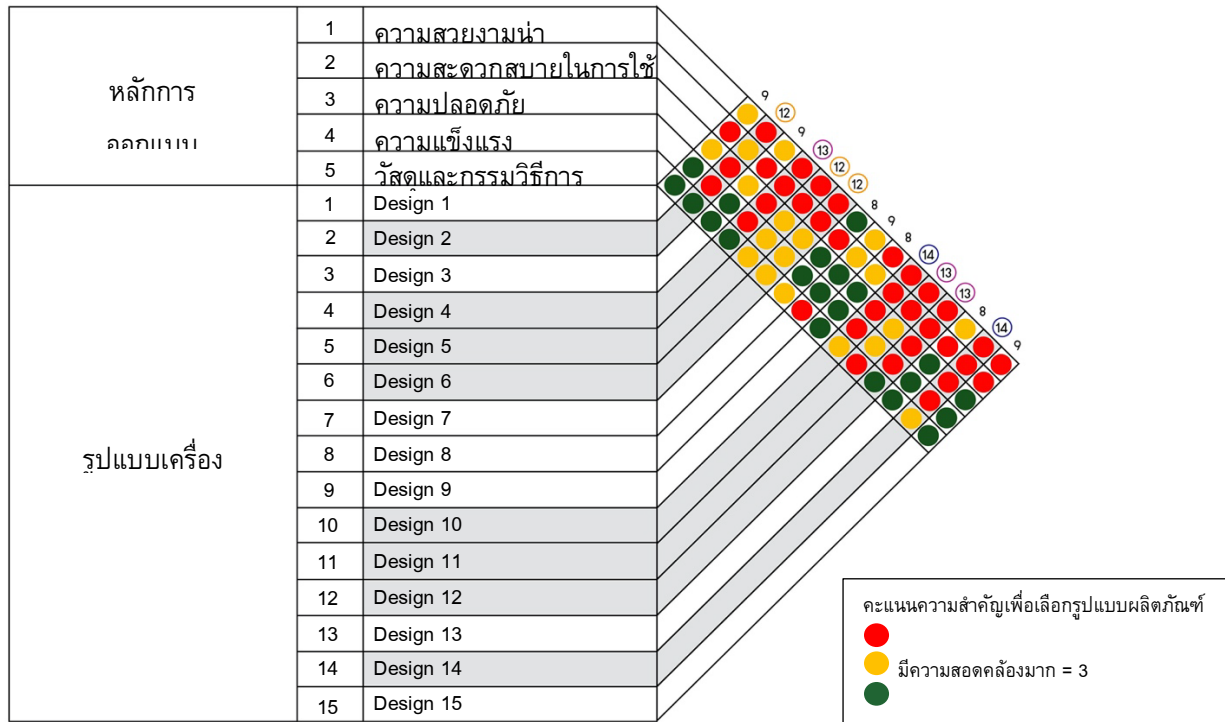 หลักการ
ออกแบบ
1 ความสวยงามน่า
2 ความสะดวกสบายในการใช้
3 ความปลอดภัย
4 ความแข็งแรง
5 วัสดุและกรรมวิธีการ
รูปแบบเครื่อง
1 Design 1
2 Design 2
3 Design 3
4 Design 4
5 Design 5
6 Design 6
7 Design 7
8 Design 8
9 Design 9
10 Design 10
11 Design 11
12 Design 12
13 Design 13
14 Design 14
15 Design 15
9
12
9
13
12
12
8
9
8
14
13
13
8
14
9
คะแนนความสำคัญเพื่อเลือกรูปแบบผลิตภัณฑ์
มีความสอดคล้องมาก = 3